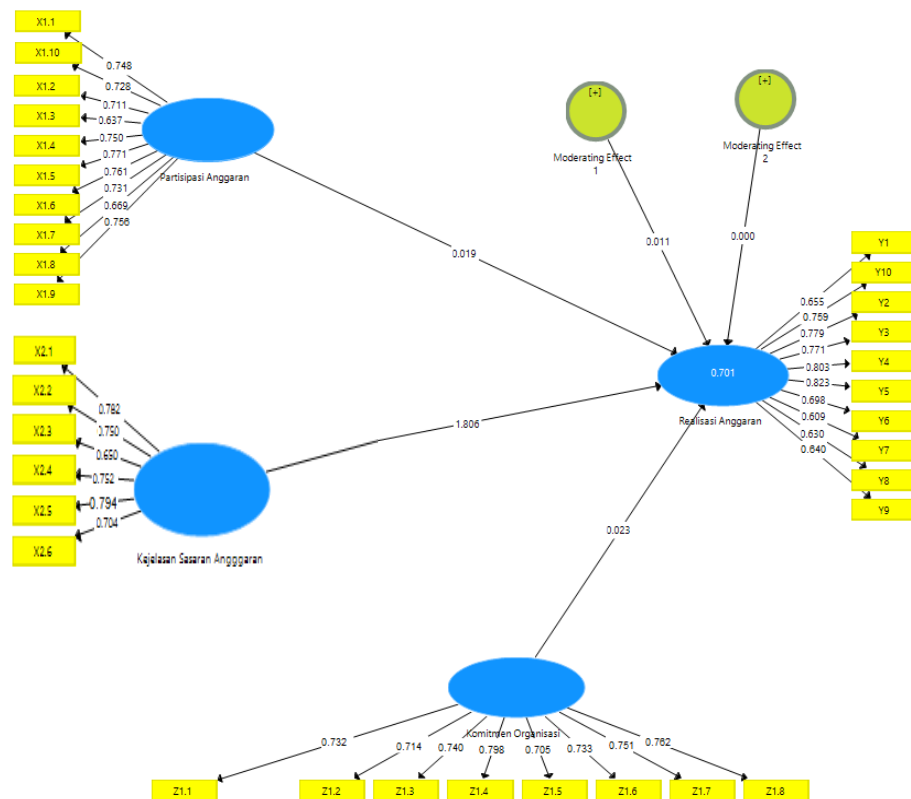 X1.1
X1.10
X1.2
X1.3
X1.4
X1.5
X1.6
X1.7
X1.8
X1.9
0.748
0.728
0.711
0.637
0.750
0.771
0.761
0.731
0.669
0.756
Partisipasi Anggaran
[+]
Moderating Effect
1
[+]
Moderating Effect
2
0.019
0.011
0.000
X2.1
X2.2
X2.3
X2.4
X2.5
X2.6
0.782
0.750
0.650
0.752
0.794
0.704
Kejelasan Sasaran Angggaran
1.806
0.701
Realisasi Anggaran
0.655
0.759
0.779
0.771
0.803
0.823
0.698
0.609
0.630
0.640
Y1
Y10
Y2
Y3
Y4
Y5
Y6
Y7
Y8
Y9
0.023
Komitmen Organisasi
0.732
0.714
0.740
0.798
0.705
0.733
0.751
0.762
Z1.1
Z1.2
Z1.3
Z1.4
Z1.5
Z1.6
Z1.7
Z1.8